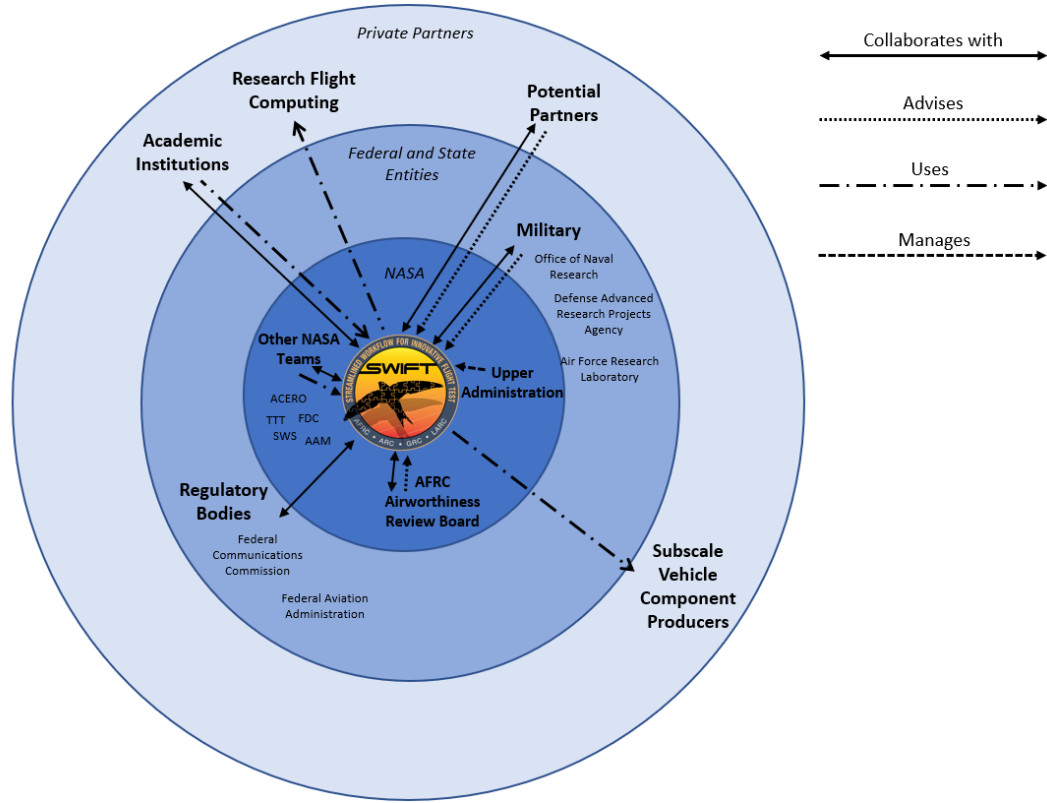 Private Partners
Collaborates with
Advises
Uses
Manages
Research Flight
Computing
Potential
Partners
Academic
Institutions
Federal and State
Entities
Military
Office of Naval
Research
Defense Advanced
Research Projects
Agency
Air Force Research
Laboratory
NASA
Other NASA
Teams
ACERO
TTT
FDC
SWS
AAM
STREAMLINED WORKFLOW FOR INNOVATIVE FLIGHT TEST
SWIFT
AFRC • ARC • GRC • LARC
Upper
Administration
AFRC
Airworthiness
Review Board
Regulatory
Bodies
Federal
Communications
Commission
Federal Aviation
Administration
Subscale
Vehicle
Component
Producers